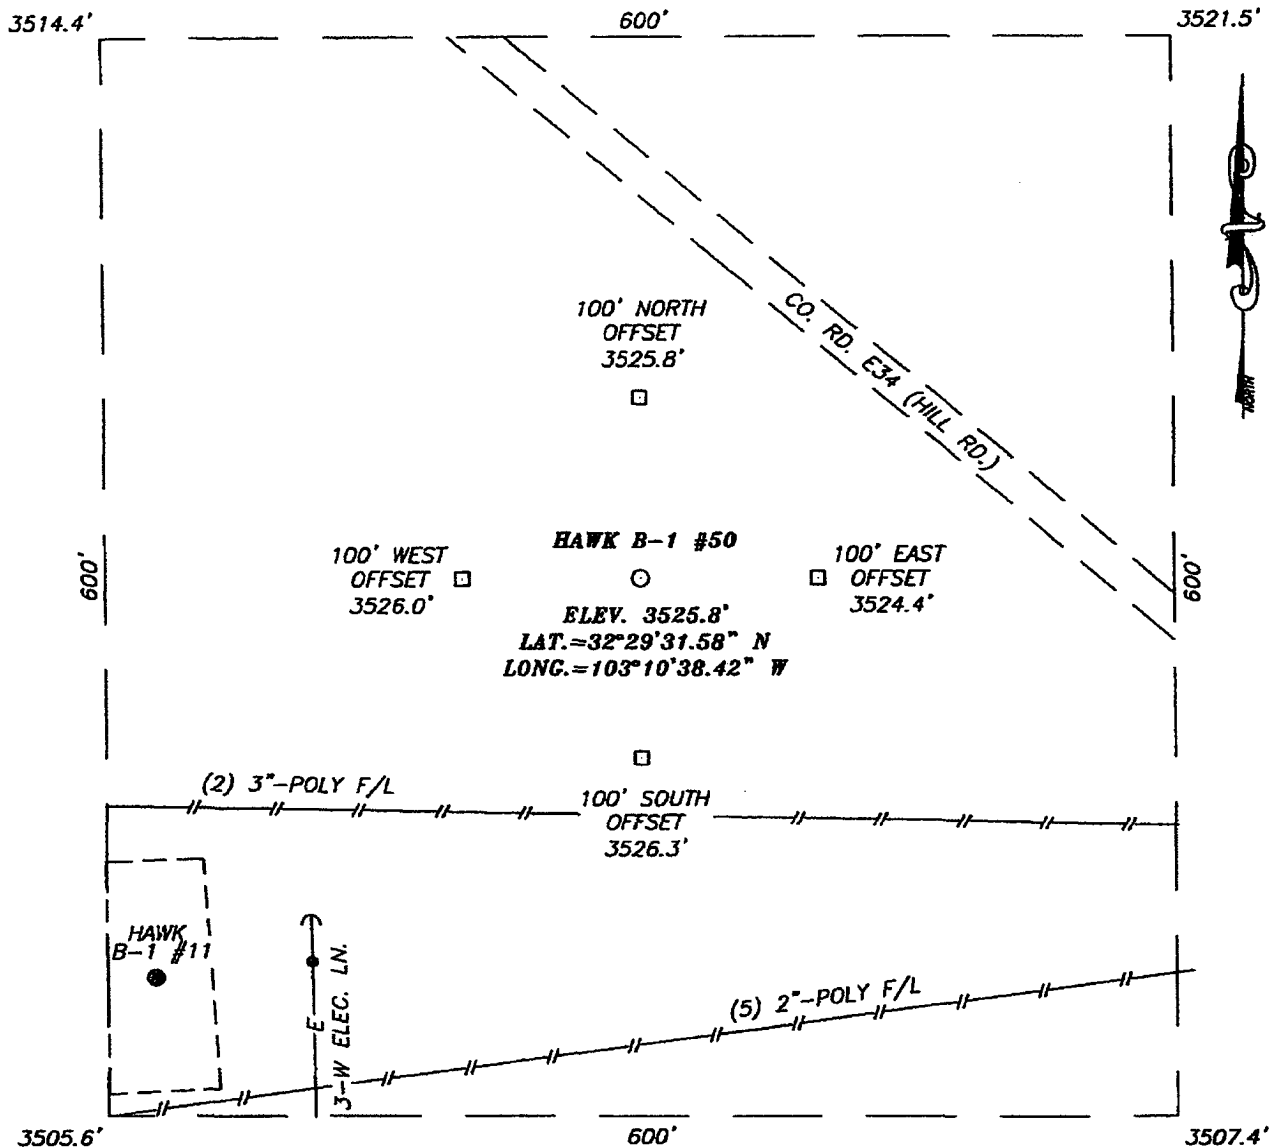 3514.4'
600'
3521.5'
NORTH
CO. RD. E34 (HILL RD.)
100' NORTH
OFFSET
3525.8'
600'
100' WEST
OFFSET
3526.0'
HAWK B-1 #50
ELEV. 3525.8'
LAT.=32°29'31.58" N
LONG.=103°10'38.42" W
100' EAST
OFFSET
3524.4'
600'
(2) 3"-POLY F/L
100' SOUTH
OFFSET
3526.3'
HAWK
B-1 #11
E
3-W ELEC. LN.
(5) 2"-POLY F/L
3505.6'
600'
3507.4'